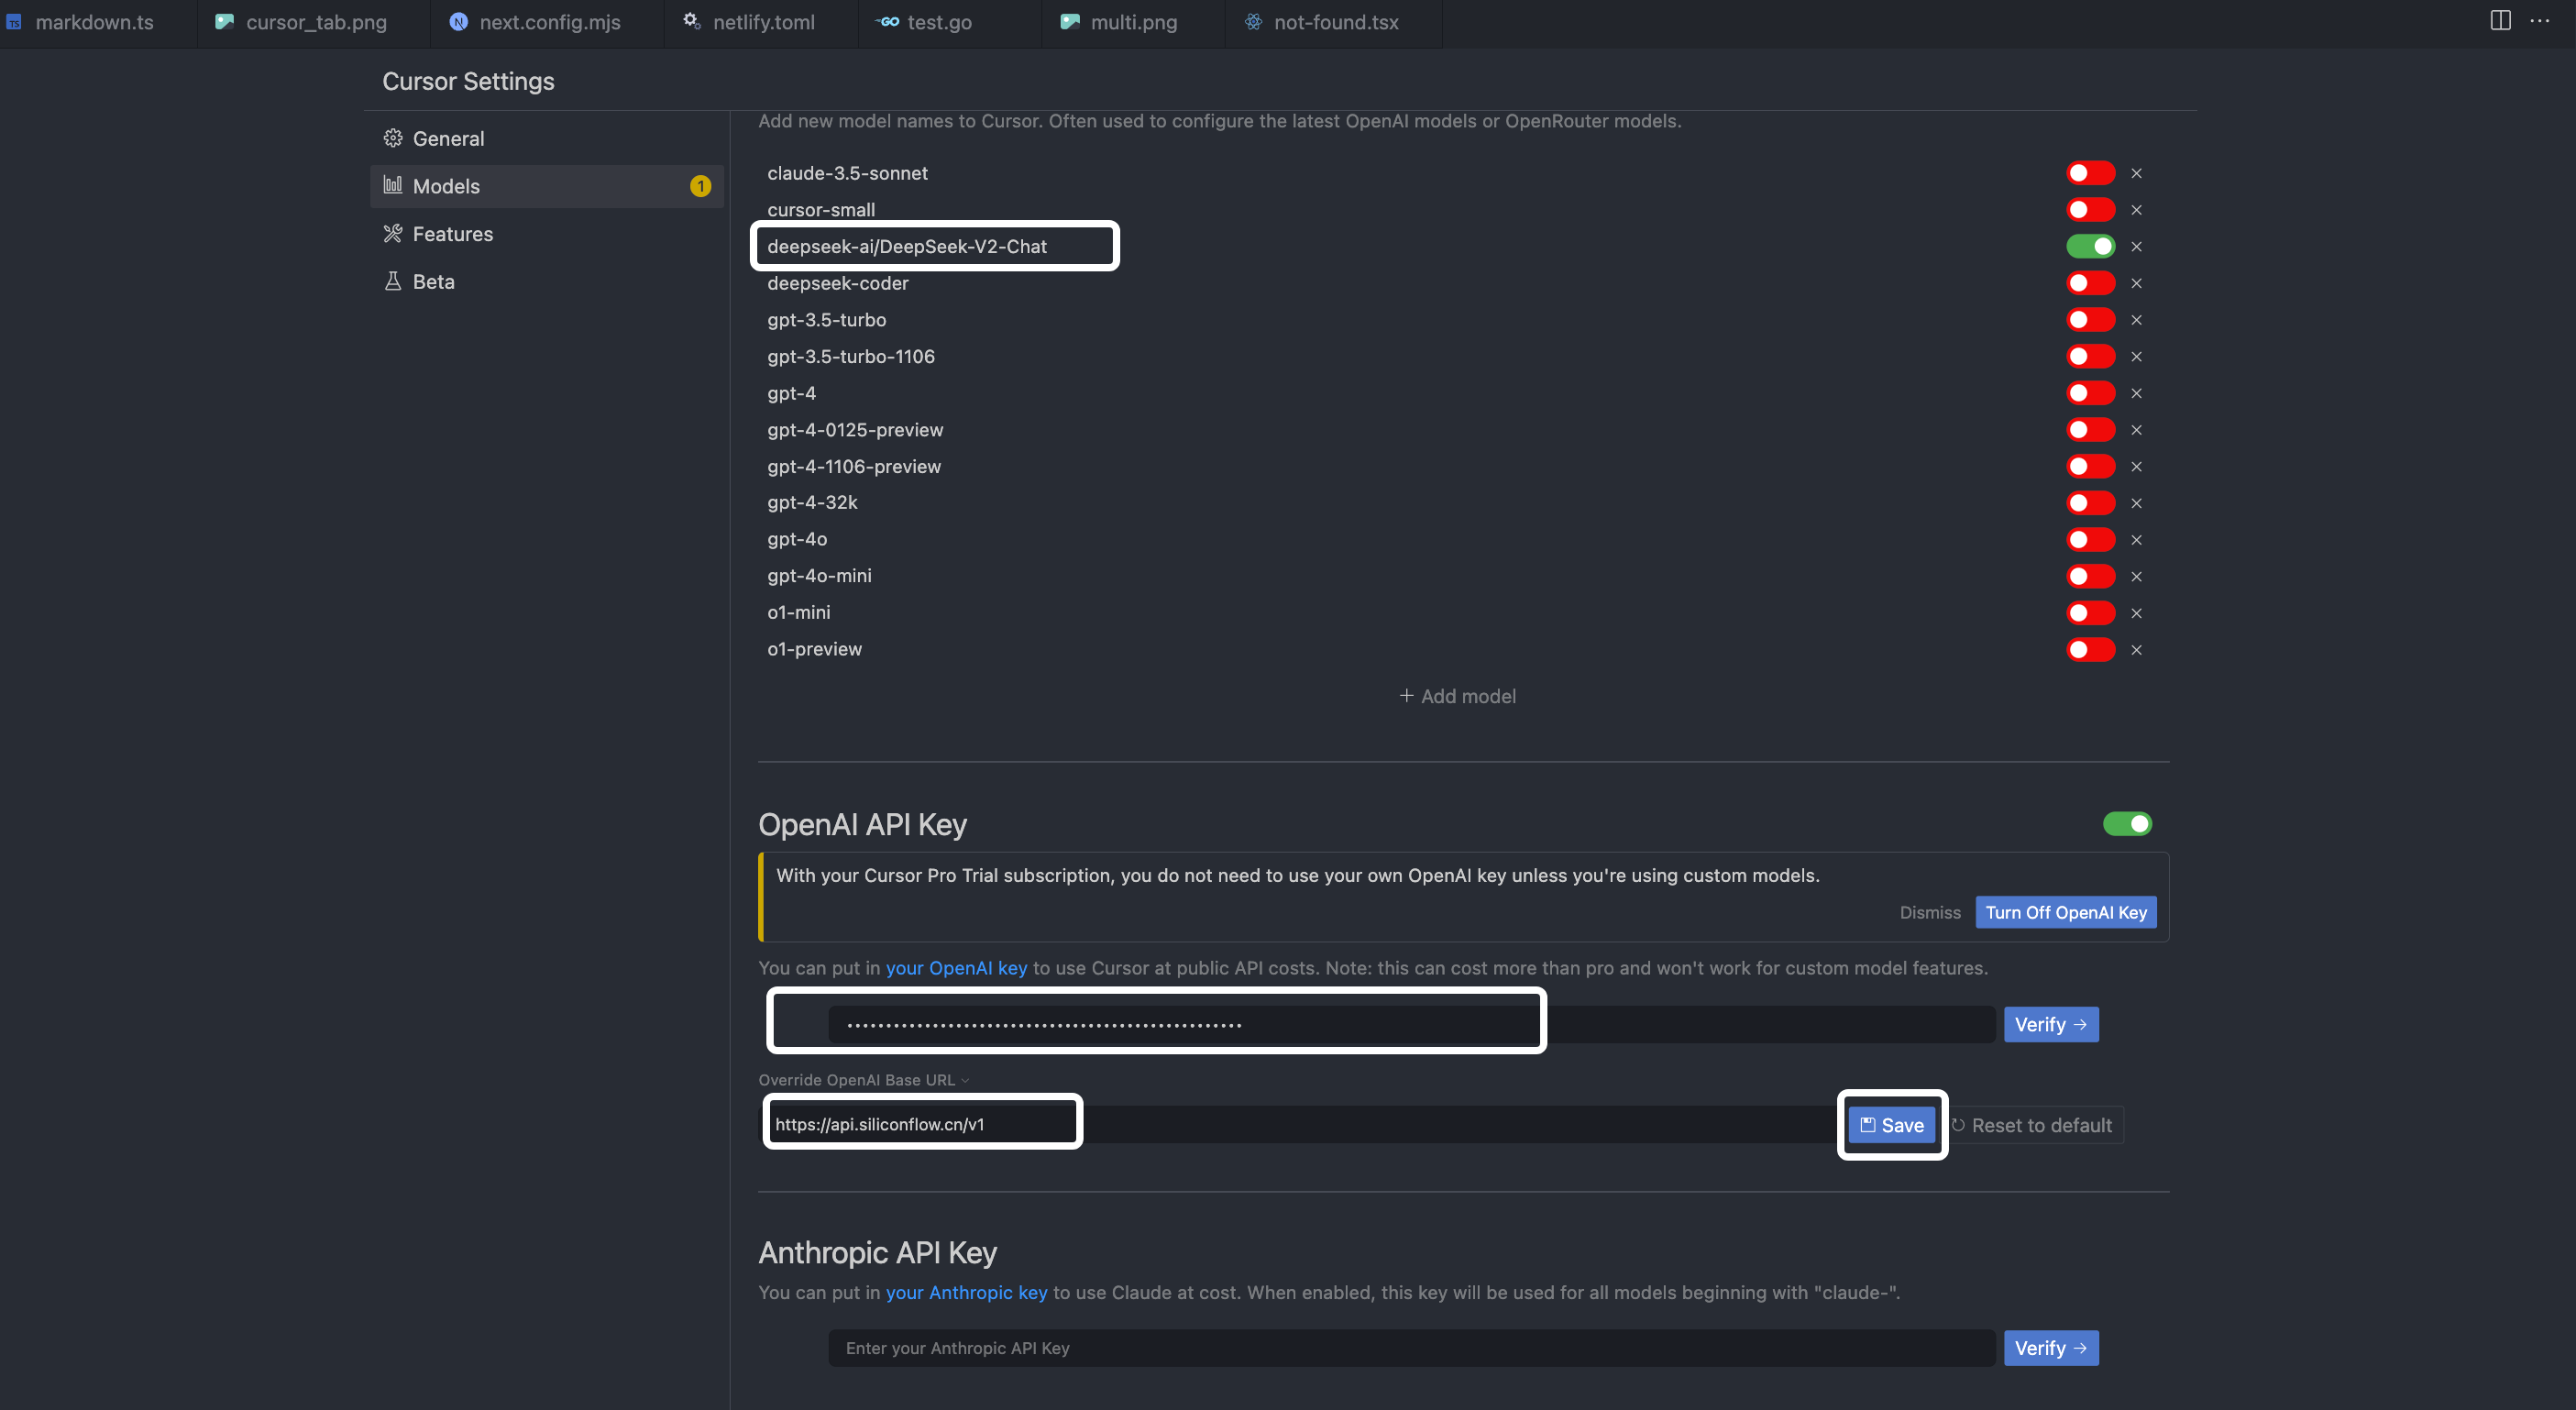 markdown.ts cursor_tab.png next.config.mjs netlify.toml test.go multi.png not-found.tsx
Cursor Settings
General
Models 1
Features
Beta
Add new model names to Cursor. Often used to configure the latest OpenAI models or OpenRouter models.
claude-3.5-sonnet
cursor-small
deepseek-ai/DeepSeek-V2-Chat
deepseek-coder
gpt-3.5-turbo
gpt-3.5-turbo-1106
gpt-4
gpt-4-0125-preview
gpt-4-1106-preview
gpt-4-32k
gpt-4o
gpt-4o-mini
o1-mini
o1-preview
+ Add model
OpenAI API Key
With your Cursor Pro Trial subscription, you do not need to use your own OpenAI key unless you're using custom models.
Dismiss Turn Off OpenAI Key
You can put in your OpenAI key to use Cursor at public API costs. Note: this can cost more than pro and won't work for custom model features.
Verify →
Override OpenAI Base URL
https://api.siliconflow.cn/v1 Save Reset to default
Anthropic API Key
You can put in your Anthropic key to use Claude at cost. When enabled, this key will be used for all models beginning with "claude-".
Enter your Anthropic API Key Verify →